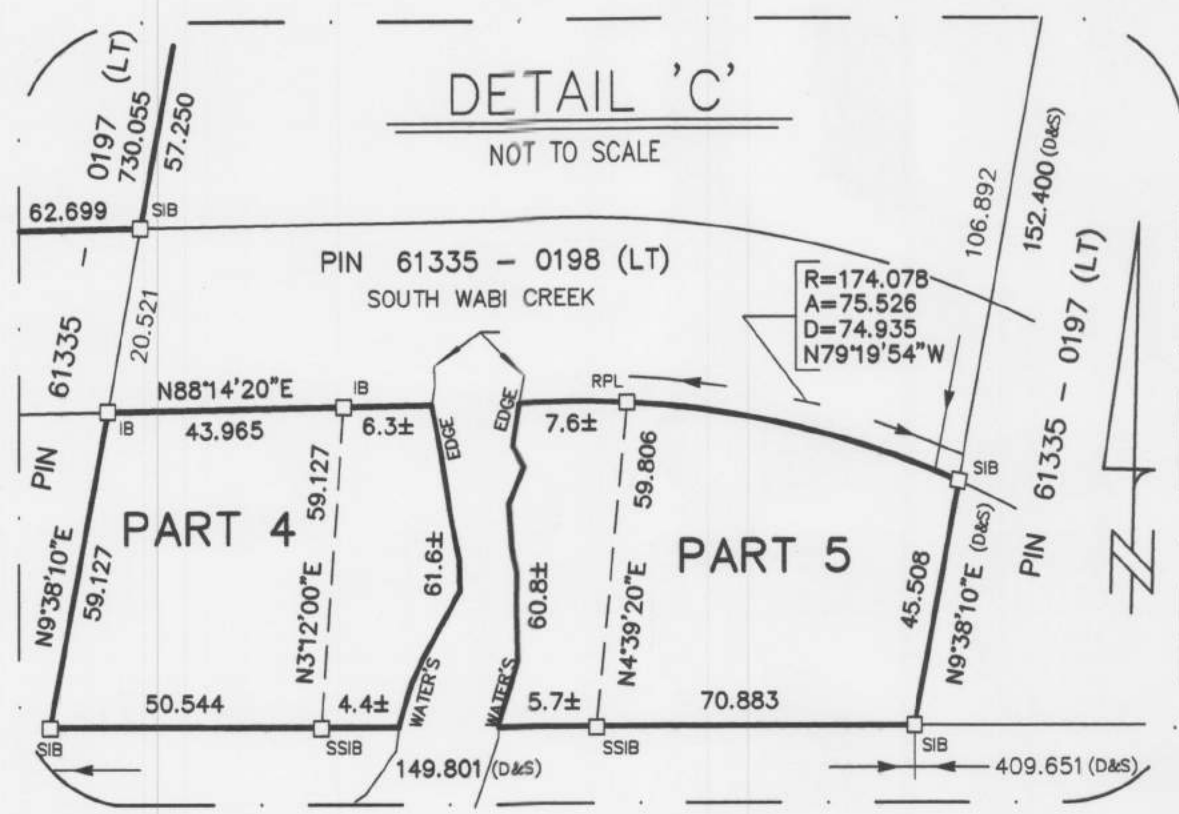 DETAIL 'C'
NOT TO SCALE
PIN 61335 - 0197 (LT)
730.055
57.250
62.699
SIB
20.521
PIN 61335 - 0198 (LT)
SOUTH WABI CREEK
R=174.078
A=75.526
D=74.935
N79°19'54"W
106.892
152.400 (D&S)
PIN 61335 - 0197 (LT)
N88°14'20"E
IB
43.965
IB
6.3±
EDGE
EDGE
7.6±
RPL
SIB
PART 4
N9°38'10"E
59.127
N3°12'00"E
59.127
61.6±
WATER'S
60.8±
WATER'S
N4°39'20"E
59.806
PART 5
45.508
N9°38'10"E (D&S)
50.544
4.4±
5.7±
70.883
SIB
SSIB
SSIB
SIB
149.801 (D&S)
409.651 (D&S)
N